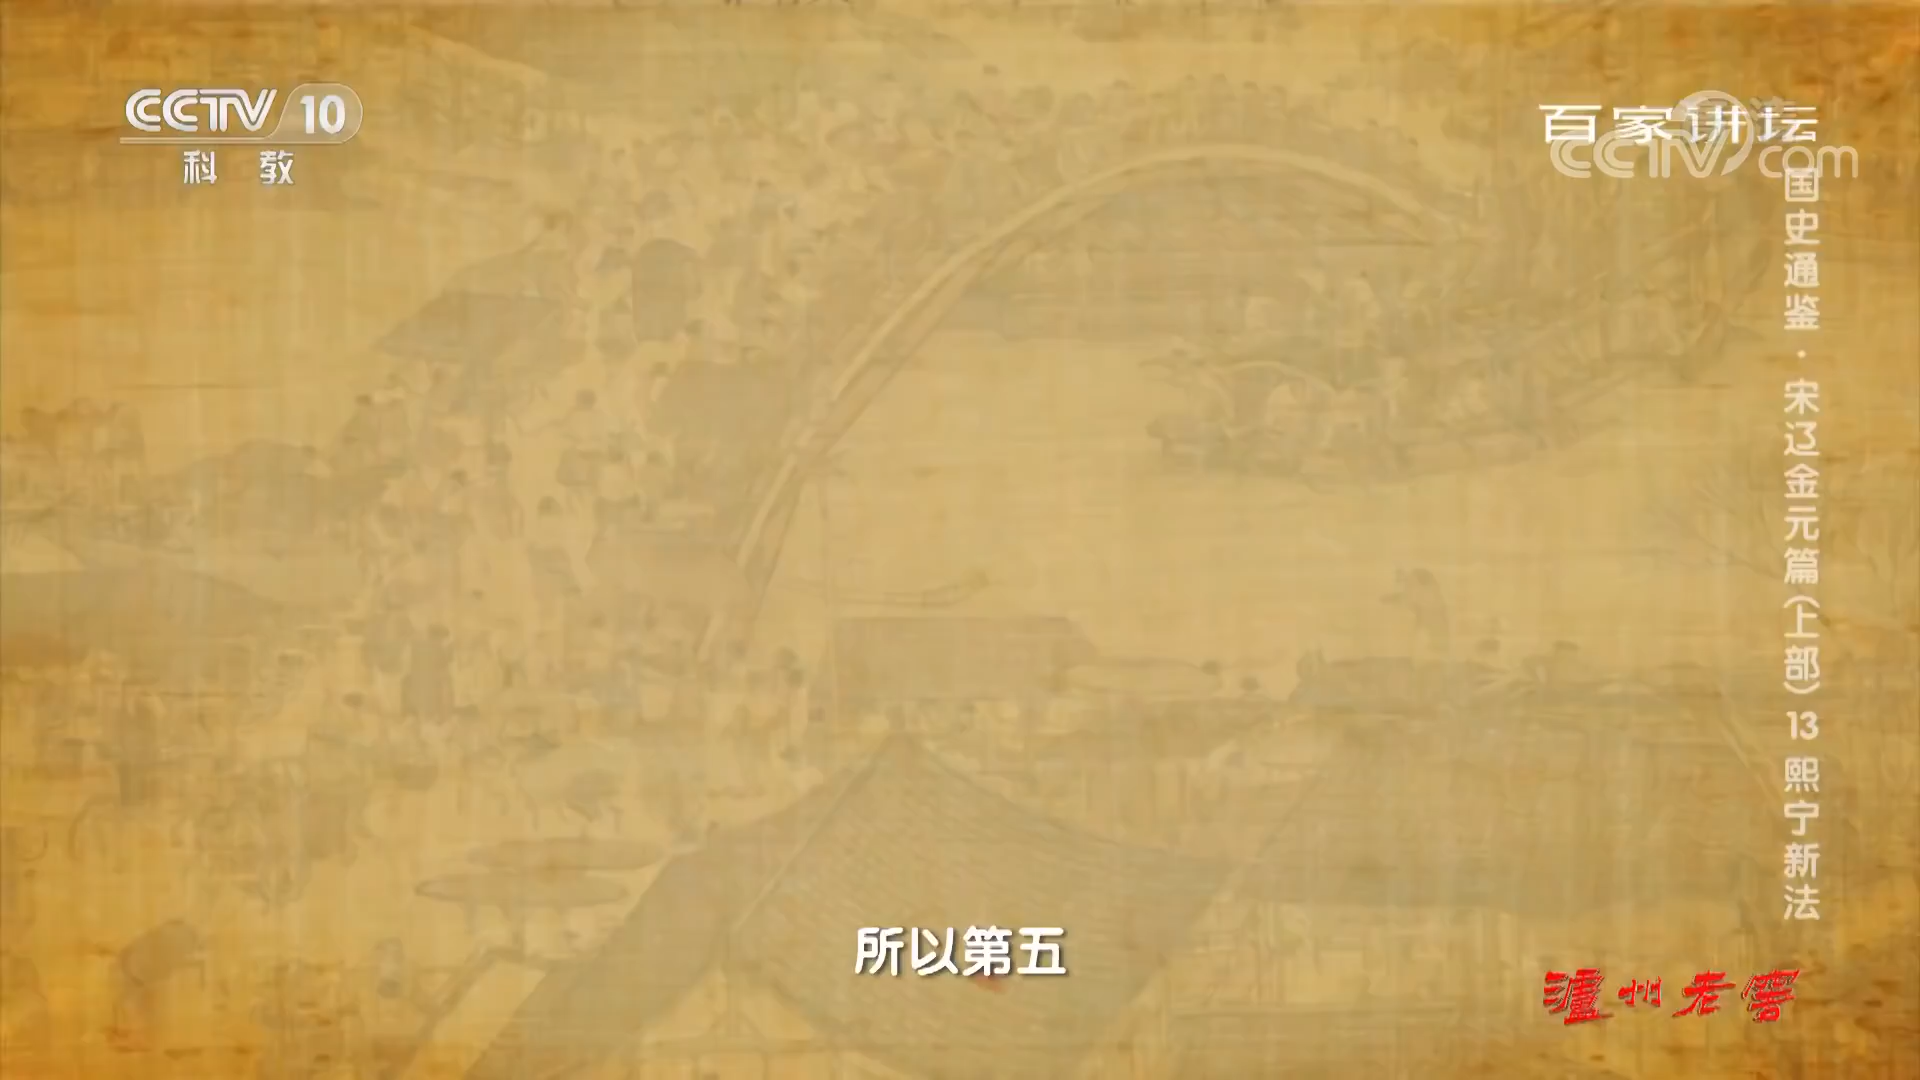 CCTV 10
科 教
百家讲坛
CCTV.com
国史通鉴·宋辽金元篇(上部) 13 熙宁新法
所以第五
泸州老窖